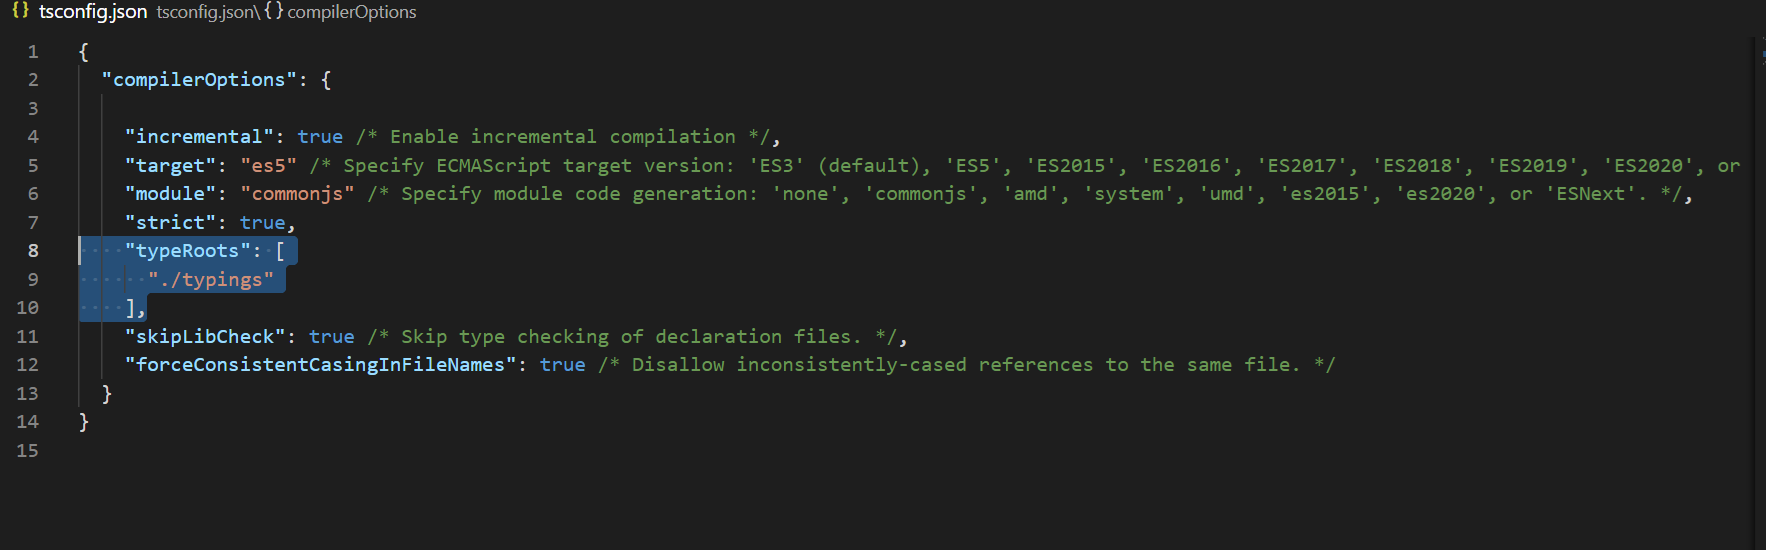 {} tsconfig.json tsconfig.json\{} compilerOptions
1 {
2 "compilerOptions": {
3
4 "incremental": true /* Enable incremental compilation */,
5 "target": "es5" /* Specify ECMAScript target version: 'ES3' (default), 'ES5', 'ES2015', 'ES2016', 'ES2017', 'ES2018', 'ES2019', 'ES2020', or
6 "module": "commonjs" /* Specify module code generation: 'none', 'commonjs', 'amd', 'system', 'umd', 'es2015', 'es2020', or 'ESNext'. */,
7 "strict": true,
8 "typeRoots": [
9 "./typings"
10 ],
11 "skipLibCheck": true /* Skip type checking of declaration files. */,
12 "forceConsistentCasingInFileNames": true /* Disallow inconsistently-cased references to the same file. */
13 }
14 }
15